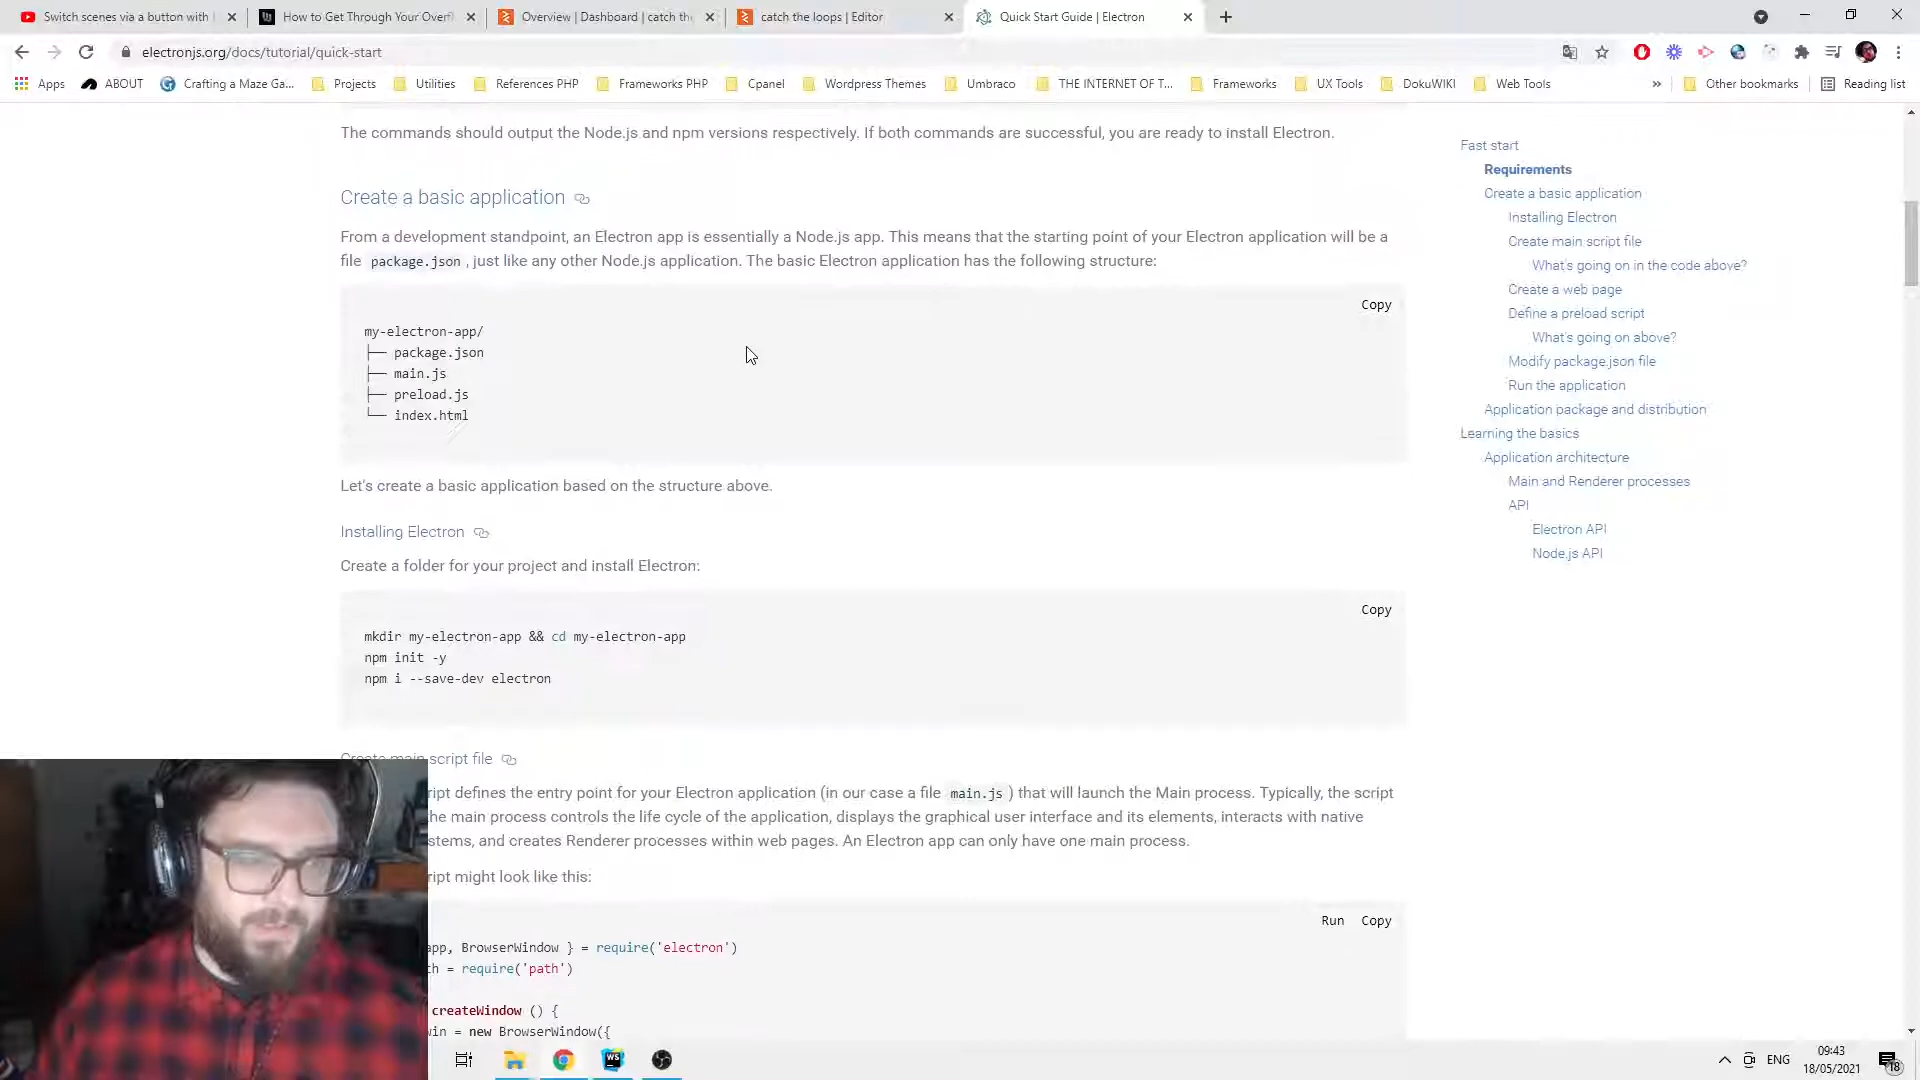 Switch scenes via a button with
How to Get Through Your Overf
Overview | Dashboard | catch the
catch the loops | Editor
Quick Start Guide | Electron
electronjs.org/docs/tutorial/quick-start
Apps
ABOUT
Crafting a Maze Ga...
Projects
Utilities
References PHP
Frameworks PHP
Cpanel
Wordpress Themes
Umbraco
THE INTERNET OF T...
Frameworks
UX Tools
DokuWIKI
Web Tools
»
Other bookmarks
Reading list
The commands should output the Node.js and npm versions respectively. If both commands are successful, you are ready to install Electron.
Create a basic application
From a development standpoint, an Electron app is essentially a Node.js app. This means that the starting point of your Electron application will be a
file package.json , just like any other Node.js application. The basic Electron application has the following structure:
Copy
my-electron-app/
├── package.json
├── main.js
├── preload.js
└── index.html
Let's create a basic application based on the structure above.
Installing Electron
Create a folder for your project and install Electron:
Copy
mkdir my-electron-app && cd my-electron-app
npm init -y
npm i --save-dev electron
Create main script file
ript defines the entry point for your Electron application (in our case a file main.js ) that will launch the Main process. Typically, the script
he main process controls the life cycle of the application, displays the graphical user interface and its elements, interacts with native
stems, and creates Renderer processes within web pages. An Electron app can only have one main process.
ript might look like this:
Run Copy
app, BrowserWindow } = require('electron')
th = require('path')
createWindow () {
win = new BrowserWindow({
Fast start
Requirements
Create a basic application
Installing Electron
Create main script file
What's going on in the code above?
Create a web page
Define a preload script
What's going on above?
Modify package.json file
Run the application
Application package and distribution
Learning the basics
Application architecture
Main and Renderer processes
API
Electron API
Node.js API
WS
ENG
09:43
18/05/2021
18